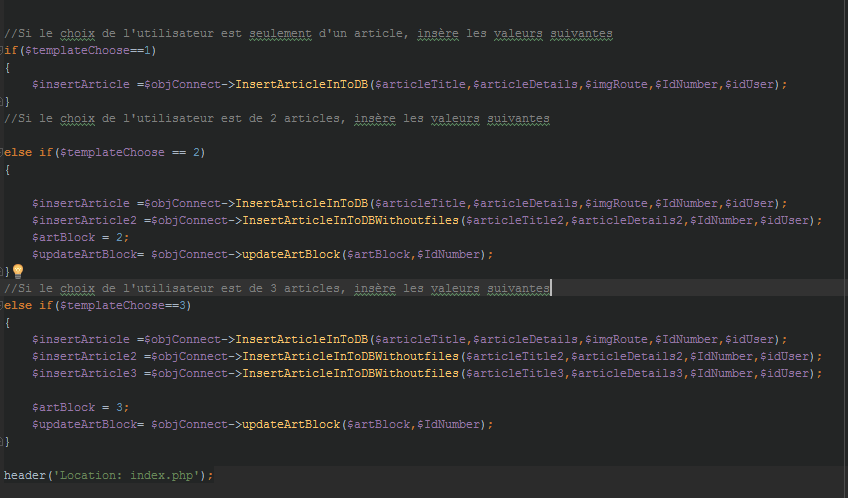 //Si le choix de l'utilisateur est seulement d'un article, insère les valeurs suivantes
if($templateChoose==1)
{
$insertArticle =$objConnect->InsertArticleInToDB($articleTitle,$articleDetails,$imgRoute,$IdNumber,$idUser);
}
//Si le choix de l'utilisateur est de 2 articles, insère les valeurs suivantes
else if($templateChoose == 2)
{
$insertArticle =$objConnect->InsertArticleInToDB($articleTitle,$articleDetails,$imgRoute,$IdNumber,$idUser);
$insertArticle2 =$objConnect->InsertArticleInToDBWithoutfiles($articleTitle2,$articleDetails2,$IdNumber,$idUser);
$artBlock = 2;
$updateArtBlock= $objConnect->updateArtBlock($artBlock,$IdNumber);
}
//Si le choix de l'utilisateur est de 3 articles, insère les valeurs suivantes
else if($templateChoose==3)
{
$insertArticle =$objConnect->InsertArticleInToDB($articleTitle,$articleDetails,$imgRoute,$IdNumber,$idUser);
$insertArticle2 =$objConnect->InsertArticleInToDBWithoutfiles($articleTitle2,$articleDetails2,$IdNumber,$idUser);
$insertArticle3 =$objConnect->InsertArticleInToDBWithoutfiles($articleTitle3,$articleDetails3,$IdNumber,$idUser);
$artBlock = 3;
$updateArtBlock= $objConnect->updateArtBlock($artBlock,$IdNumber);
}
header('Location: index.php');